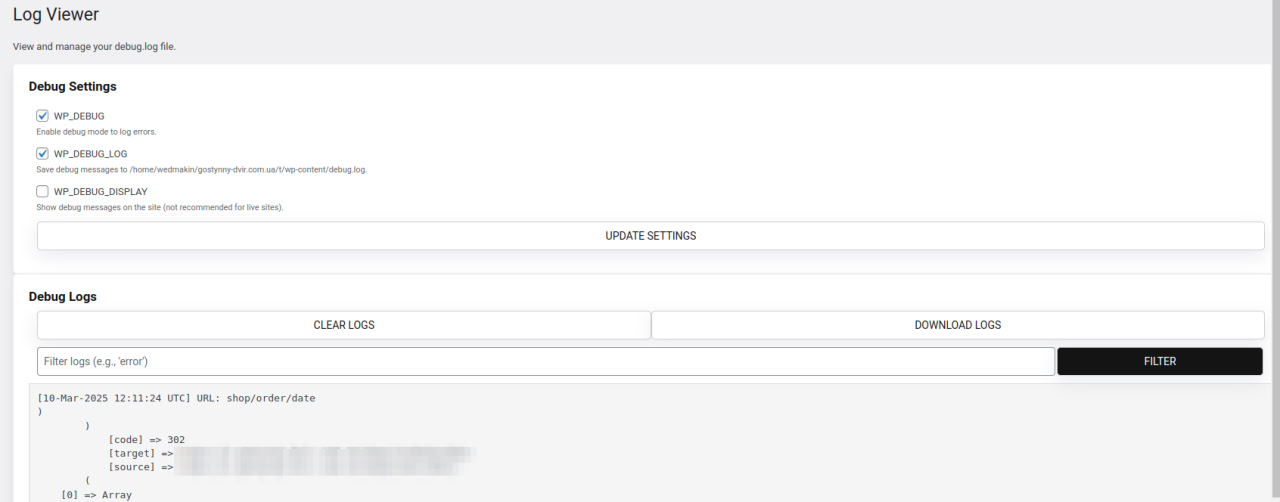 Log Viewer
View and manage your debug.log file.
Debug Settings
WP_DEBUG
Enable debug mode to log errors.
WP_DEBUG_LOG
Save debug messages to /home/wedmakin/gostynny-dvir.com.ua/t/wp-content/debug.log.
WP_DEBUG_DISPLAY
Show debug messages on the site (not recommended for live sites).
UPDATE SETTINGS
Debug Logs
CLEAR LOGS
DOWNLOAD LOGS
Filter logs (e.g., 'error')
FILTER
[10-Mar-2025 12:11:24 UTC] URL: shop/order/date
)
)
[code] => 302
[target] =>
[source] =>
(
[0] => Array